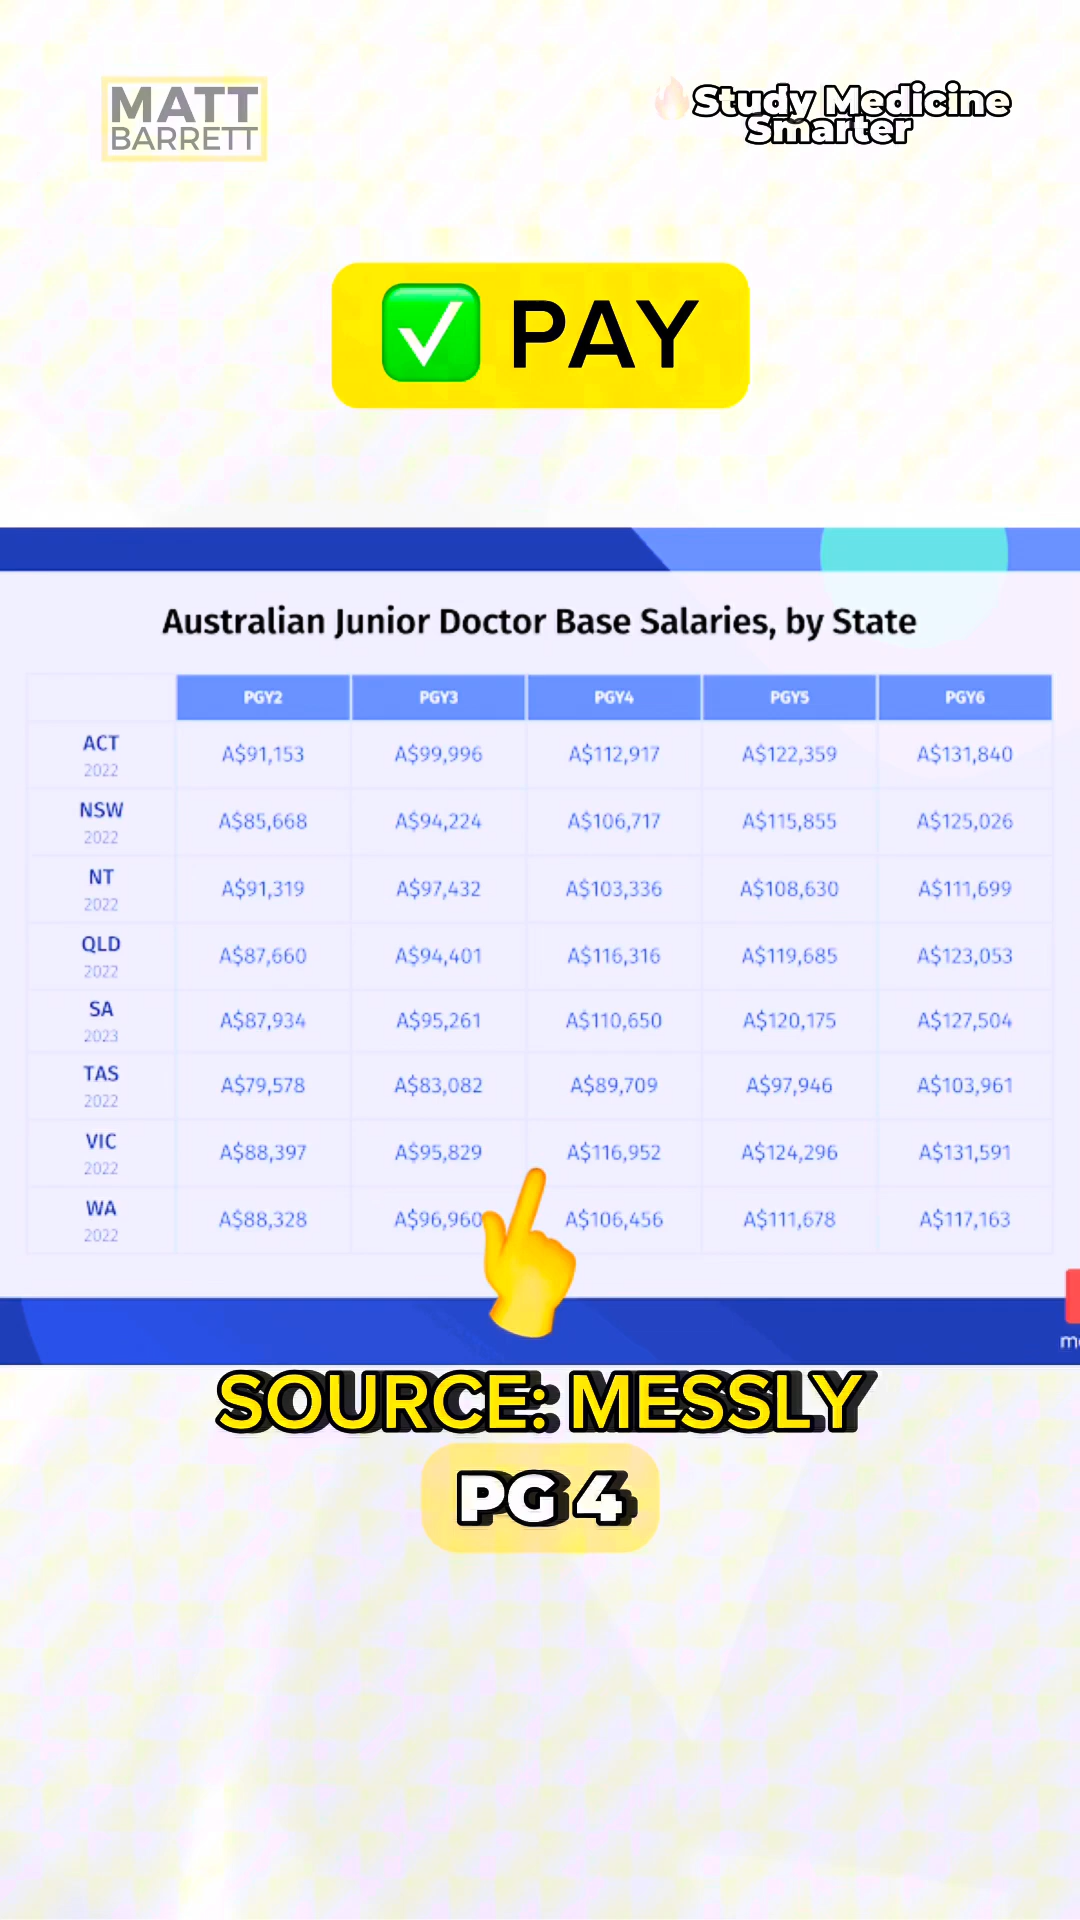 MATT
BARRETT
Study Medicine
Smarter
PAY
Australian Junior Doctor Base Salaries, by State
PGY2 PGY3 PGY4 PGY5 PGY6
ACT 2022 A$91,153 A$99,996 A$112,917 A$122,359 A$131,840
NSW 2022 A$85,668 A$94,224 A$106,717 A$115,855 A$125,026
NT 2022 A$91,319 A$97,432 A$103,336 A$108,630 A$111,699
QLD 2022 A$87,660 A$94,401 A$116,316 A$119,685 A$123,053
SA 2023 A$87,934 A$95,261 A$110,650 A$120,175 A$127,504
TAS 2022 A$79,578 A$83,082 A$89,709 A$97,946 A$103,961
VIC 2022 A$88,397 A$95,829 A$116,952 A$124,296 A$131,591
WA 2022 A$88,328 A$96,960 A$106,456 A$111,678 A$117,163
SOURCE: MESSLY
PG 4